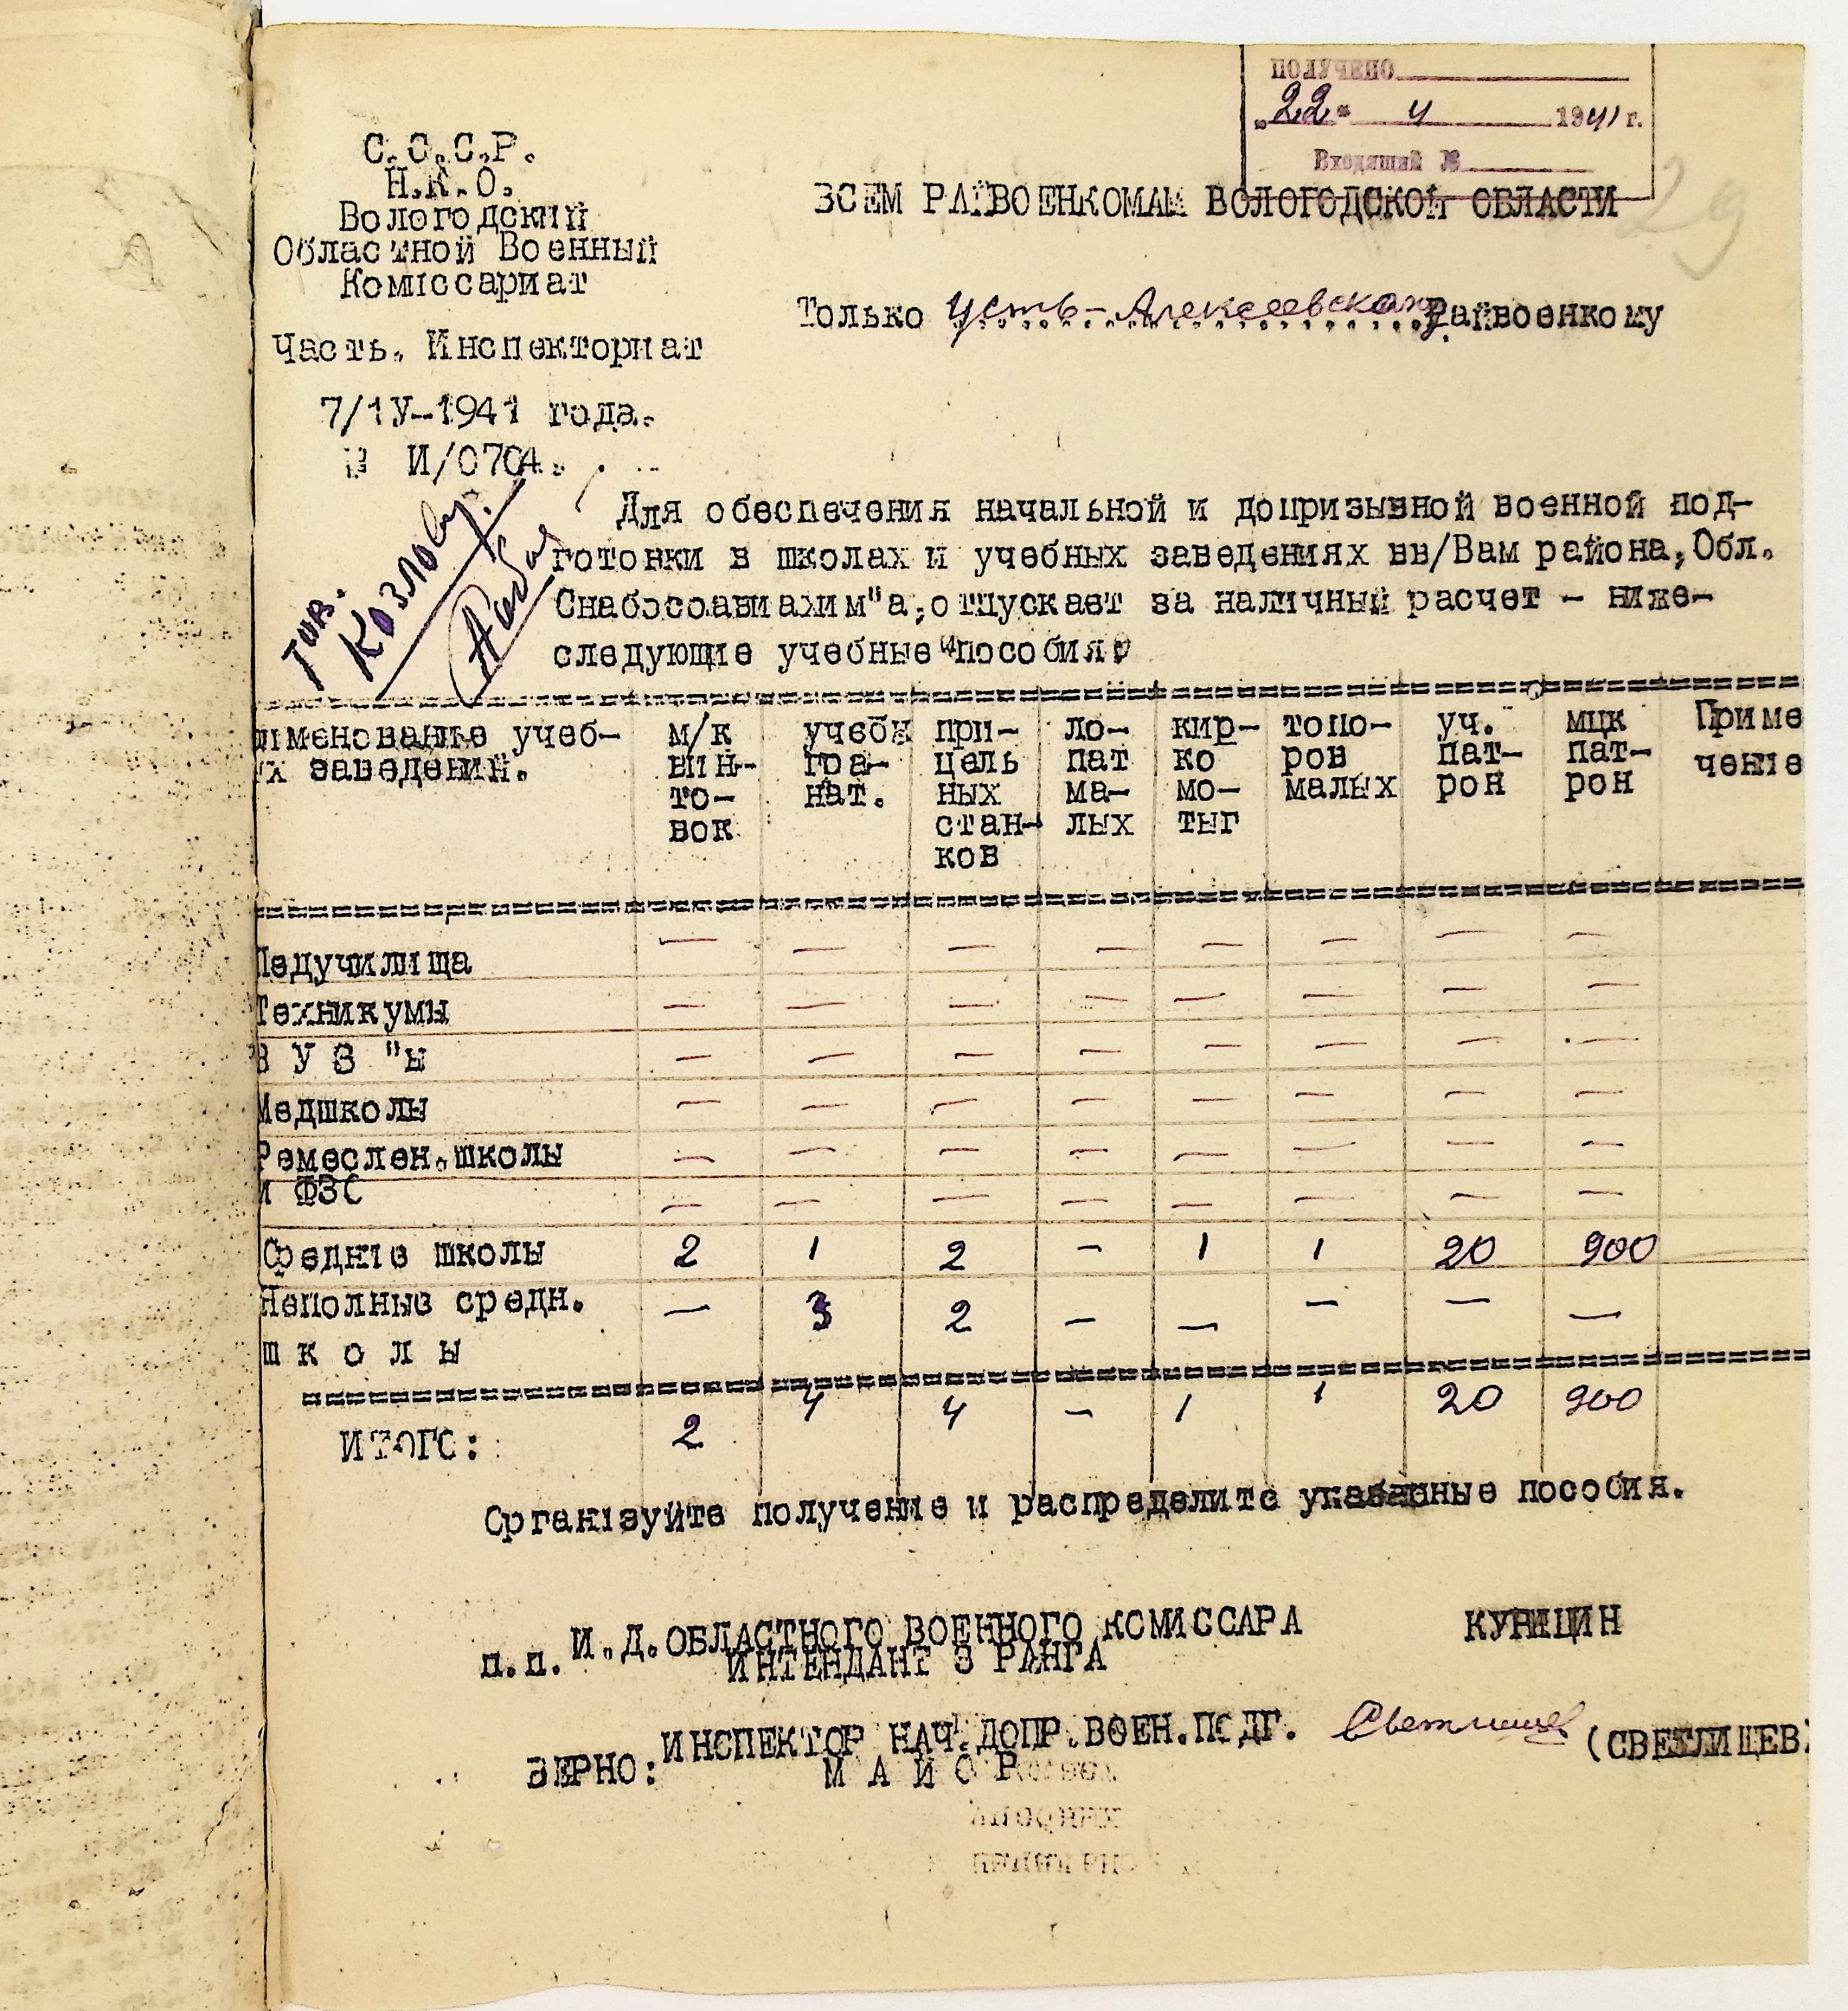 ПОЛУЧЕНО
„22" 4 1941 г.
Входящий №
29
С.С.С.Р.
Н.К.О.
Вологодский
Областной Военный
Комиссариат
Часть. Инспекториат
7/1У-1941 года.
И/0704.
ВСЕМ РАЙВОЕНКОМАМ ВОЛОГОДСКОЙ ОБЛАСТИ
Только Усть-Алексеевскому Райвоенкому
тов.
Козлову.
Для обеспечения начальной и допризывной военной под-
готовки в школах и учебных заведениях вв/Вам района, Обл.
Снабосоавиахим"а, отпускает за наличный расчет - ниже-
следующие учебные и пособия:
именование учеб- м/к учебн при- ло- кир- топо- уч. мцк Приме
х заведений. вин- гра- цель пат ко ров пат- пат- чение
то- нат. ных ма- мо- малых рон рон
вок стан- лых тыг
ков
Педучилища — — — — — — — —
Техникумы — — — — — — — —
В У З "ы — — — — — — — —
Медшколы — — — — — — — —
Ремеслен.школы — — — — — — — —
и ФЗС — — — — — — — —
Средние школы 2 1 2 - 1 1 20 900
Неполные средн. — 3 2 - — — — —
ш к о л ы
ИТОГО: 2 4 4 - 1 1 20 900
Организуйте получение и распределите указанные пособия.
п.п. И.Д.ОБЛАСТНОГО ВОЕННОГО КОМИССАРА КУНИЦИН
ИНТЕНДАНТ 3 РАНГА
ВЕРНО: ИНСПЕКТОР НАЧ. ДОПР.ВОЕН.ПОДГ. Светлищев (СВЕТЛИЩЕВ)
М А Й О Р